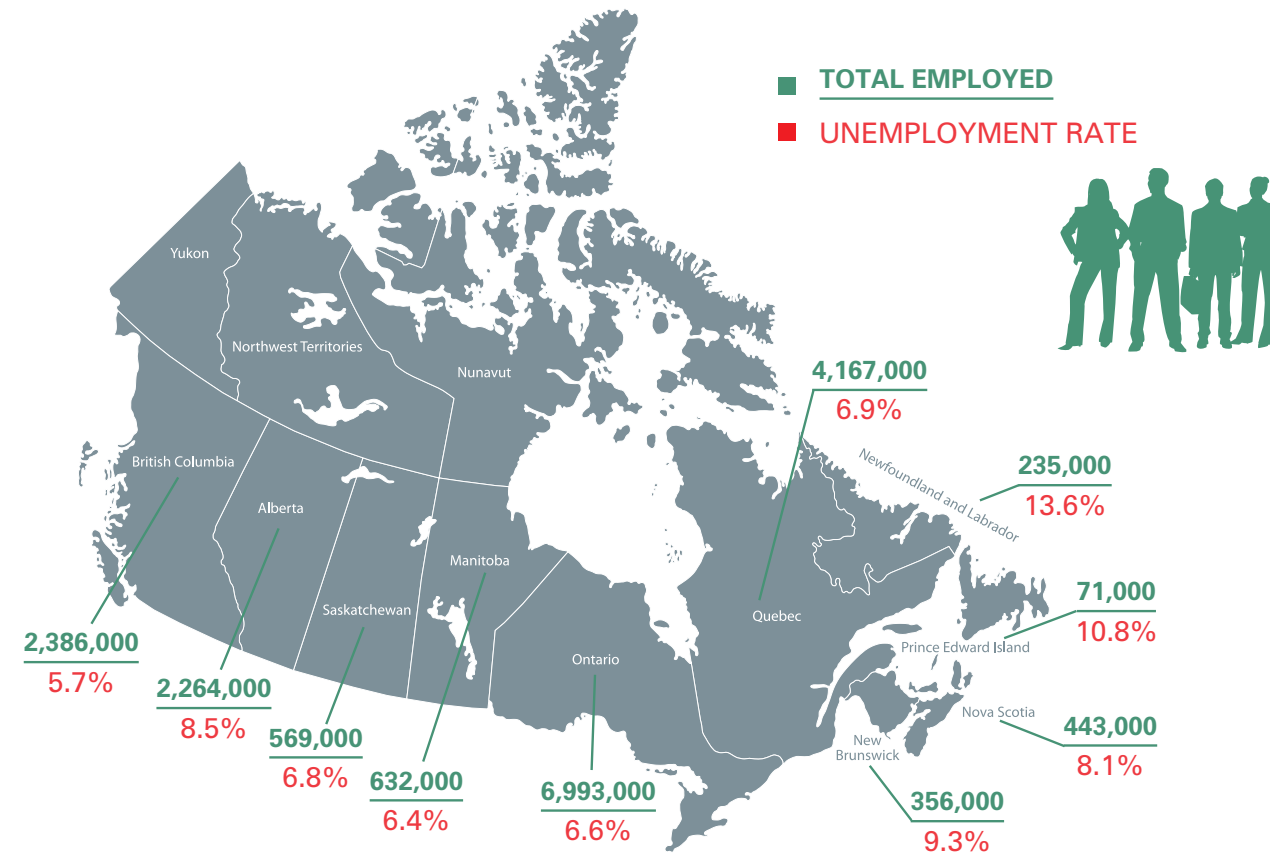 TOTAL EMPLOYED
UNEMPLOYMENT RATE
Yukon
Northwest Territories
Nunavut
4,167,000
6.9%
British Columbia
Newfoundland and Labrador
235,000
13.6%
Alberta
Manitoba
Saskatchewan
Quebec
71,000
10.8%
Prince Edward Island
Ontario
2,386,000
5.7%
2,264,000
8.5%
Nova Scotia
443,000
8.1%
New
Brunswick
569,000
6.8%
632,000
6.4%
6,993,000
6.6%
356,000
9.3%